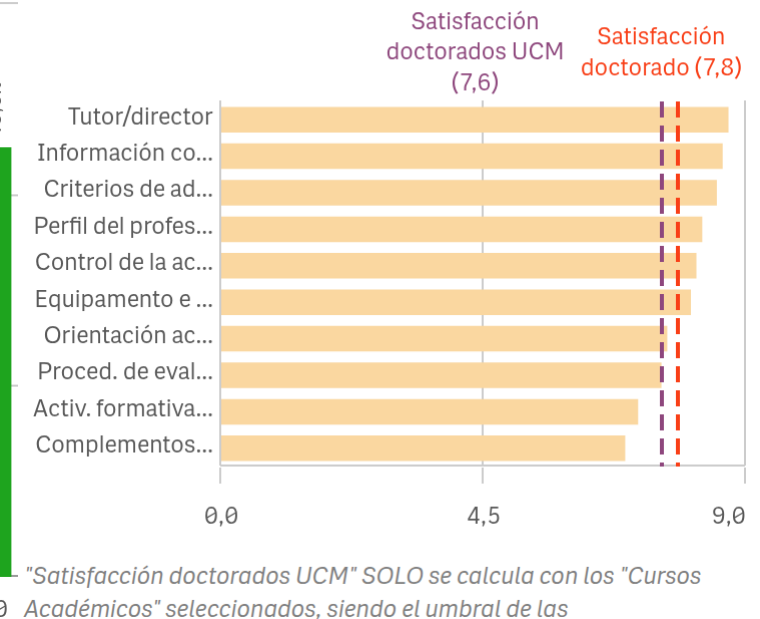 Satisfacción
doctorados UCM
(7,6)
Satisfacción
doctorado (7,8)
Tutor/director
Información co...
Criterios de ad...
Perfil del profes...
Control de la ac...
Equipamento e ...
Orientación ac...
Proced. de eval...
Activ. formativa...
Complementos...
0,0
4,5
9,0
"Satisfacción doctorados UCM" SOLO se calcula con los "Cursos
Académicos" seleccionados, siendo el umbral de las